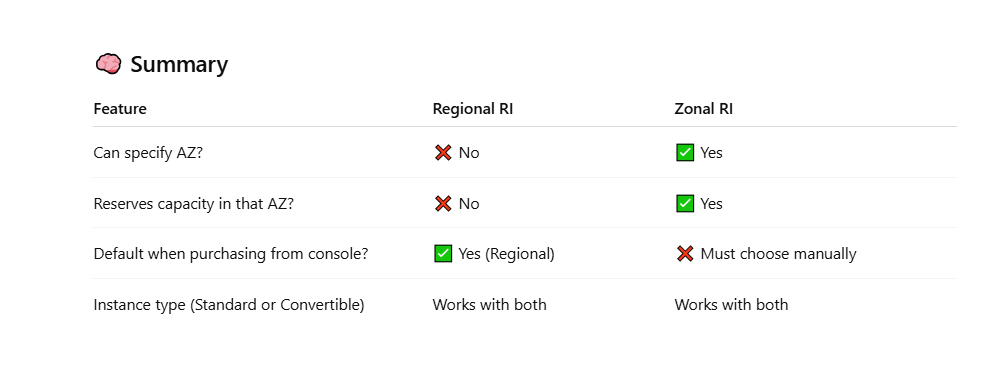 🧠 Summary
Feature Regional RI Zonal RI
Can specify AZ? ❌ No ✅ Yes
Reserves capacity in that AZ? ❌ No ✅ Yes
Default when purchasing from console? ✅ Yes (Regional) ❌ Must choose manually
Instance type (Standard or Convertible) Works with both Works with both